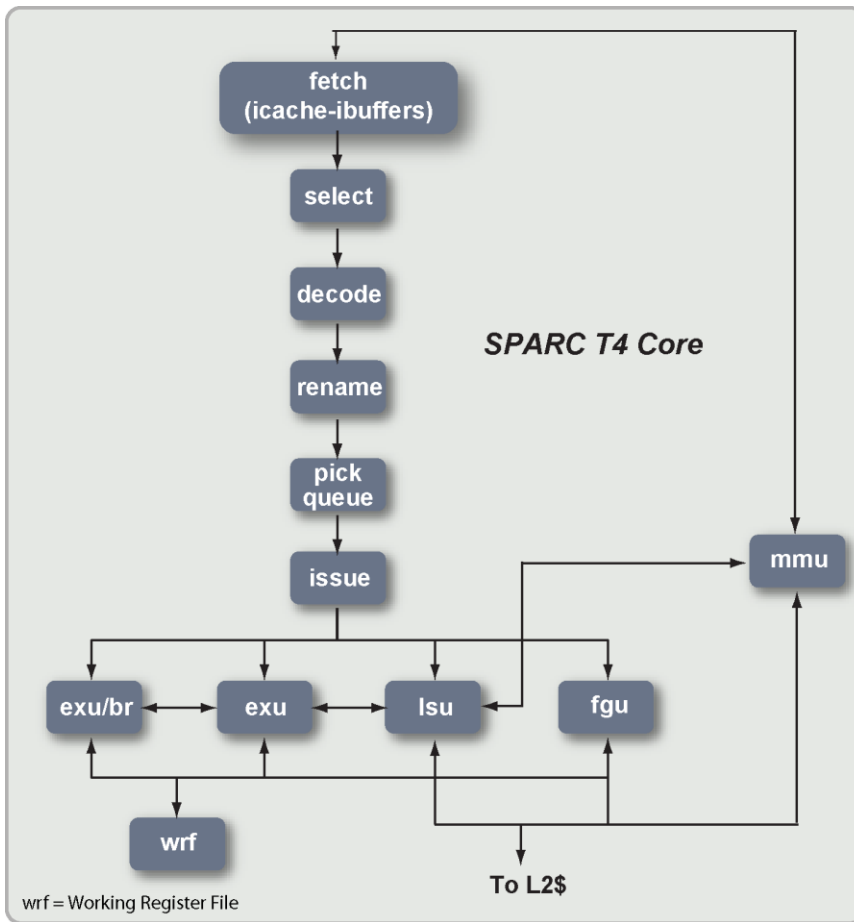 fetch
(icache-ibuffers)
select
decode
rename
SPARC T4 Core
pick
queue
issue
mmu
exu/br
exu
lsu
fgu
wrf
To L2$
wrf = Working Register File